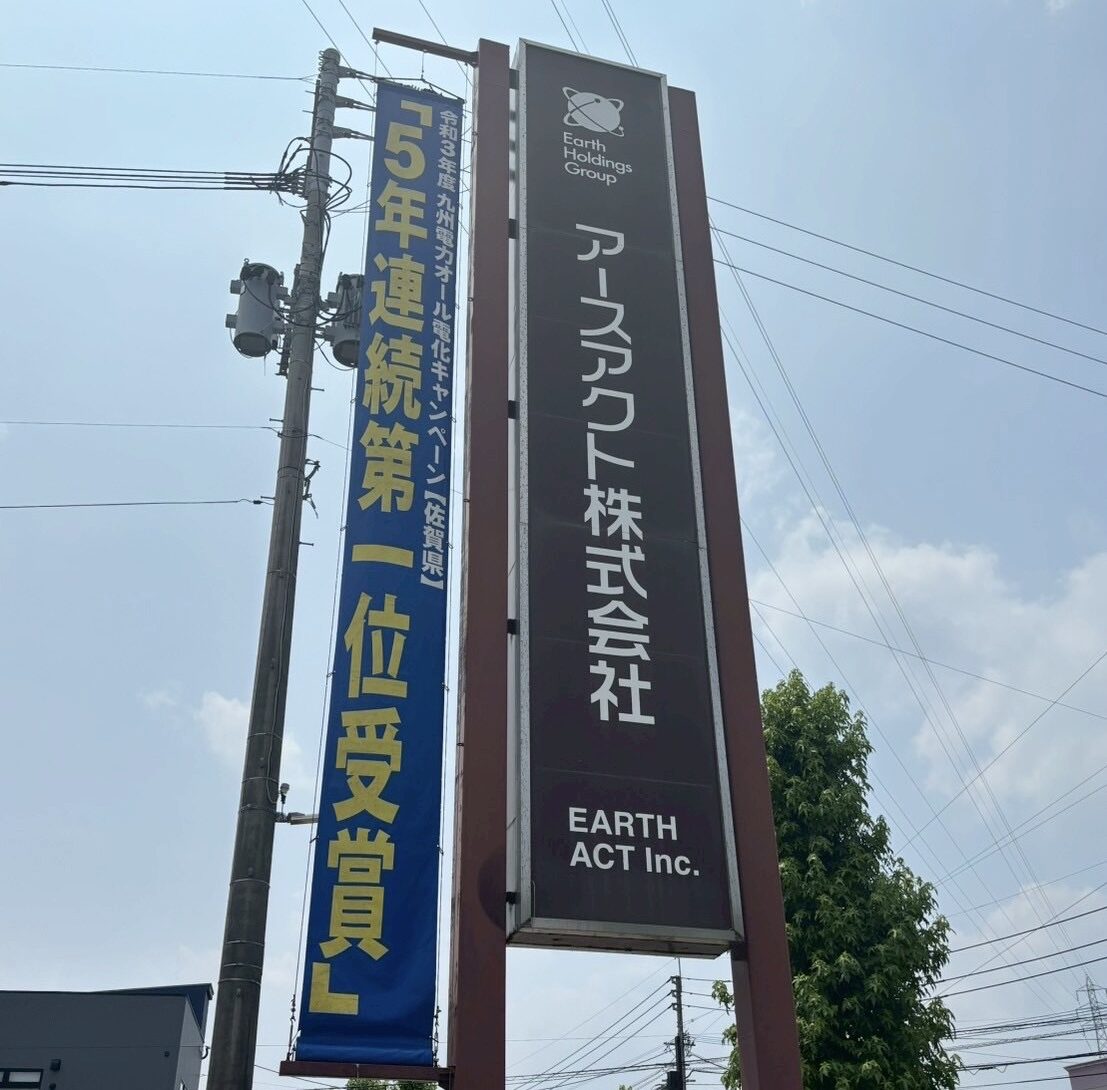 令和3年度 九州電力オール電化キャンペーン【佐賀県】
「5年連続第一位受賞」
Earth
Holdings
Group
アースアクト株式会社
EARTH
ACT Inc.